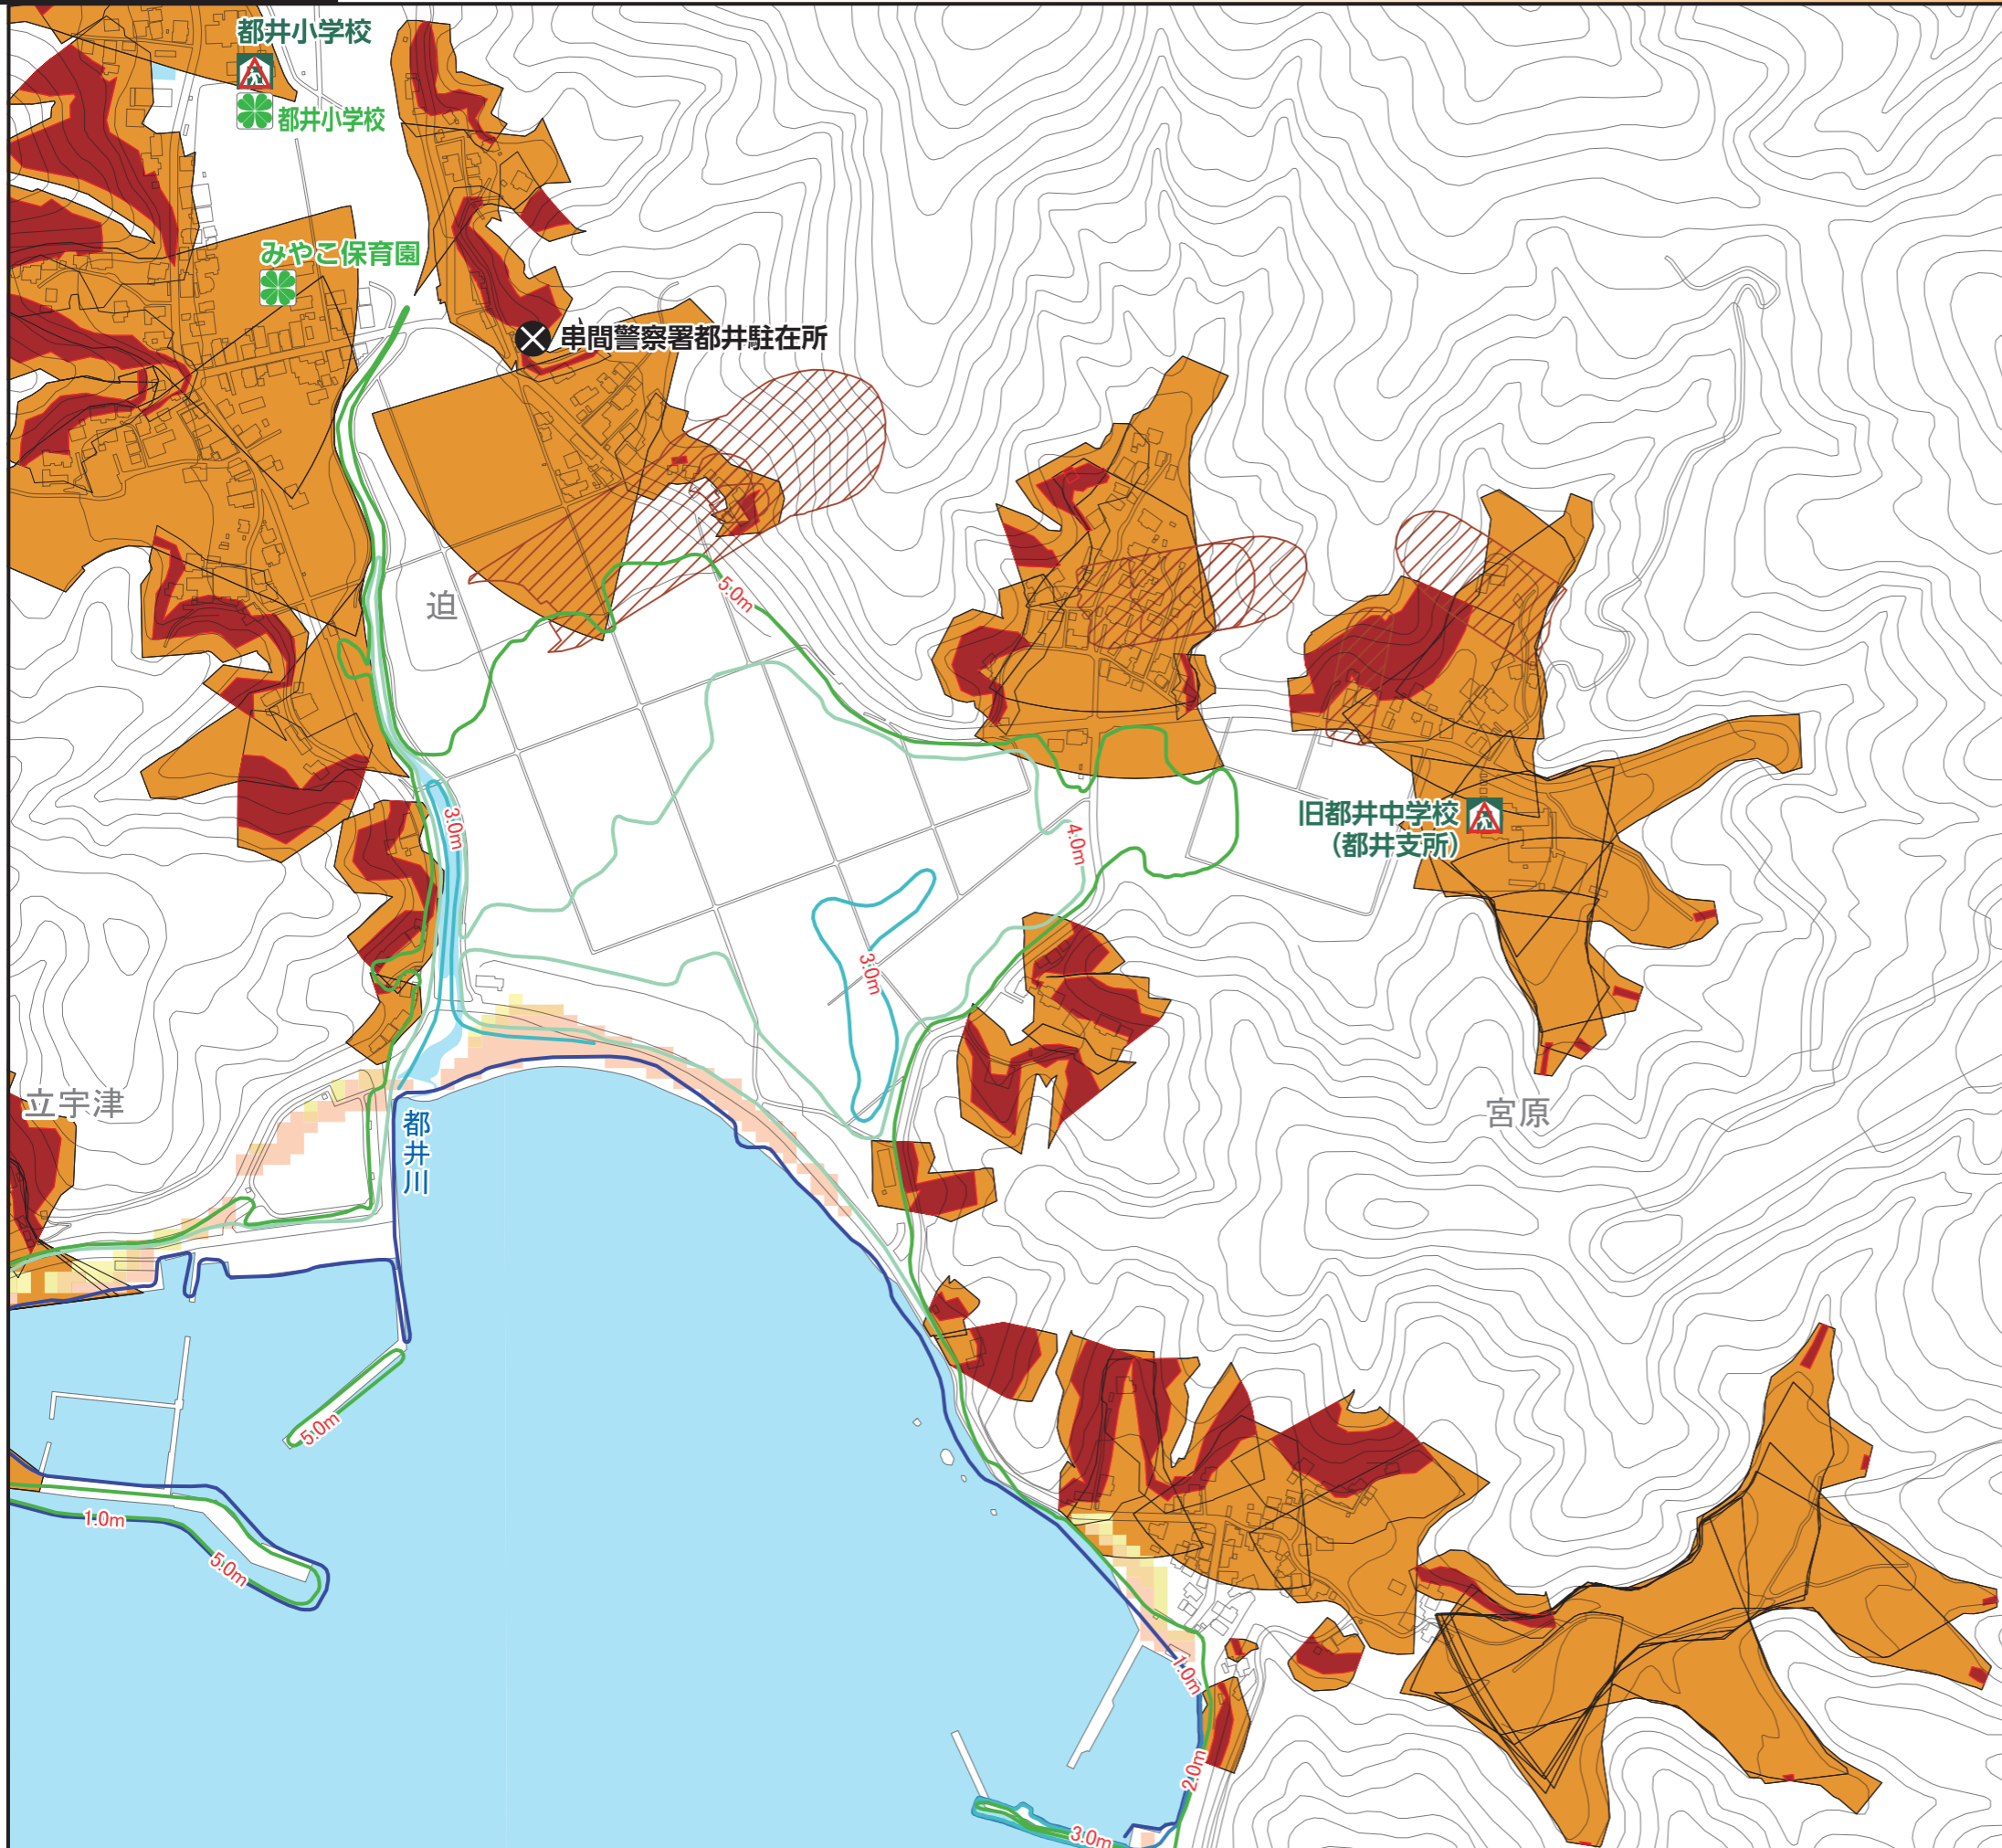 都井小学校
都井小学校
みやこ保育園
串間警察署都井駐在所
5.0m
迫
3.0m
4.0m
旧都井中学校
(都井支所)
3.0m
立宇津
都井川
宮原
5.0m
1.0m
5.0m
1.0m
2.0m
3.0m